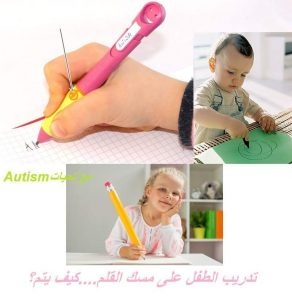 منتديات Autism
تدريب الطفل على مسك القلم....كيف يتم؟